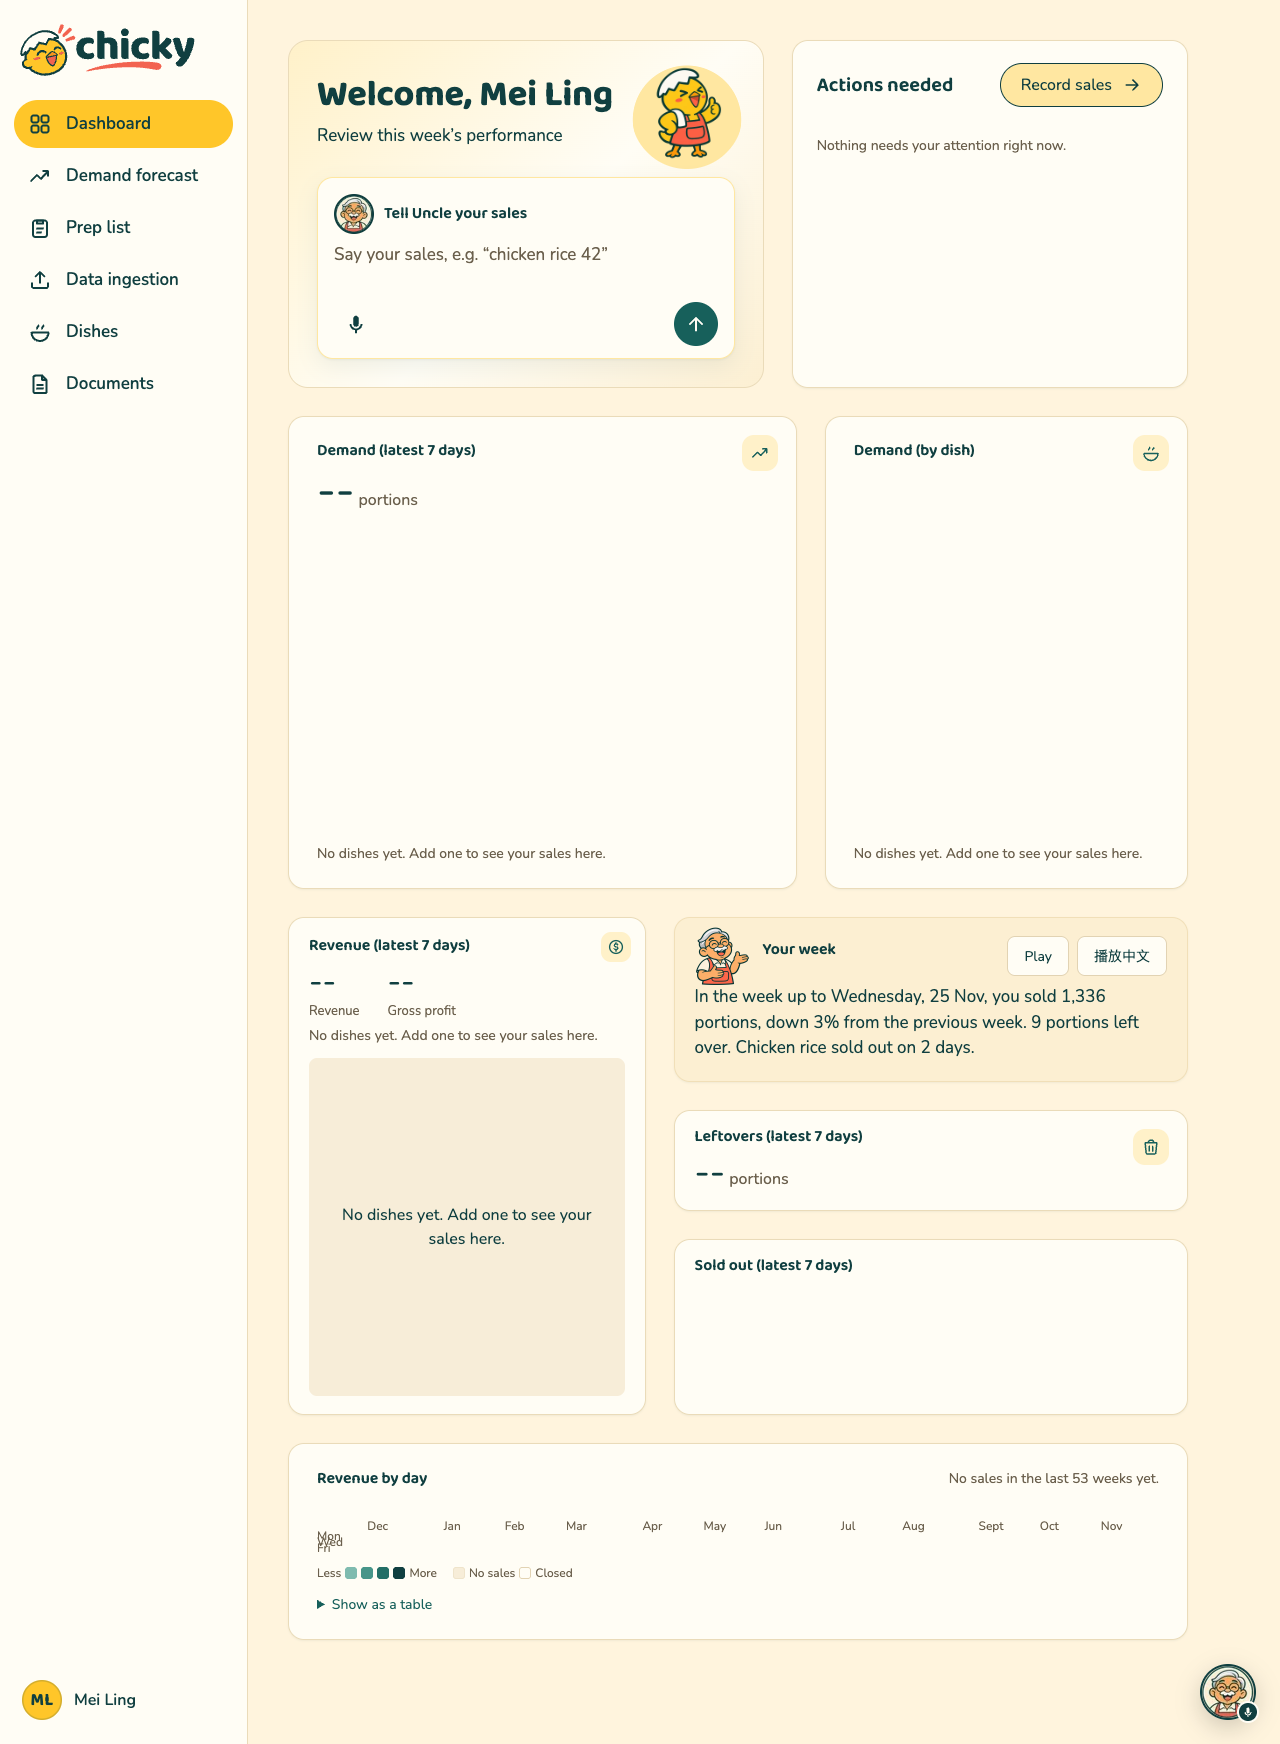 chicky
Dashboard
Demand forecast
Prep list
Data ingestion
Dishes
Documents
Welcome, Mei Ling
Review this week's performance
Tell Uncle your sales
Say your sales, e.g. “chicken rice 42”
Actions needed
Record sales
Nothing needs your attention right now.
Demand (latest 7 days)
-- portions
No dishes yet. Add one to see your sales here.
Demand (by dish)
No dishes yet. Add one to see your sales here.
Revenue (latest 7 days)
-- --
Revenue Gross profit
No dishes yet. Add one to see your sales here.
No dishes yet. Add one to see your
sales here.
Your week
Play 播放中文
In the week up to Wednesday, 25 Nov, you sold 1,336
portions, down 3% from the previous week. 9 portions left
over. Chicken rice sold out on 2 days.
Leftovers (latest 7 days)
-- portions
Sold out (latest 7 days)
Revenue by day
No sales in the last 53 weeks yet.
Dec Jan Feb Mar Apr May Jun Jul Aug Sept Oct Nov
Mon
Wed
Fri
Less More No sales Closed
Show as a table
ML Mei Ling